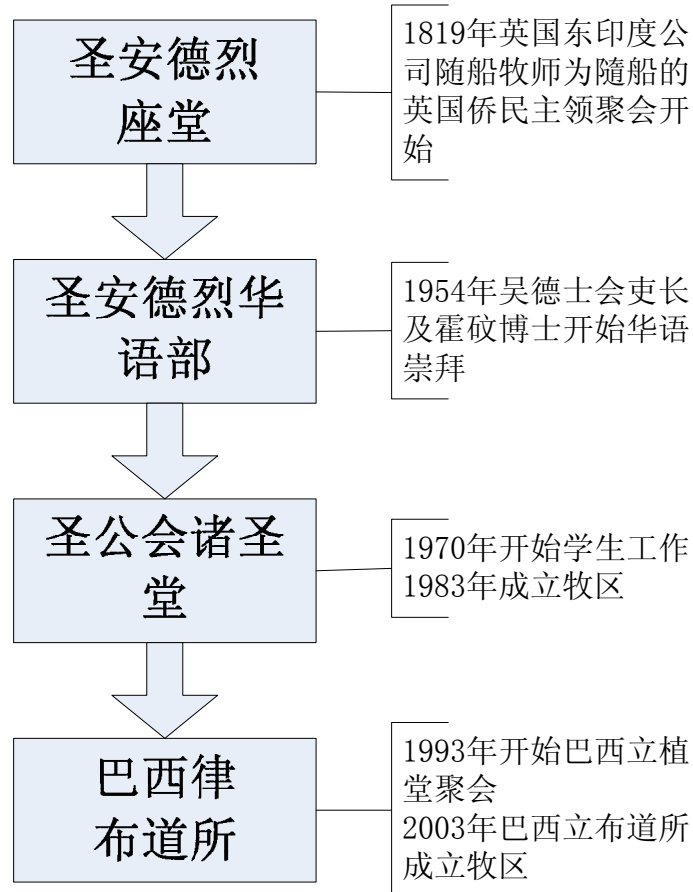 圣安德烈
座堂
1819年英国东印度公
司随船牧师为隨船的
英国侨民主领聚会开
始
圣安德烈华
语部
1954年吴德士会吏长
及霍砇博士开始华语
崇拜
圣公会诸圣
堂
1970年开始学生工作
1983年成立牧区
巴西律
布道所
1993年开始巴西立植
堂聚会
2003年巴西立布道所
成立牧区